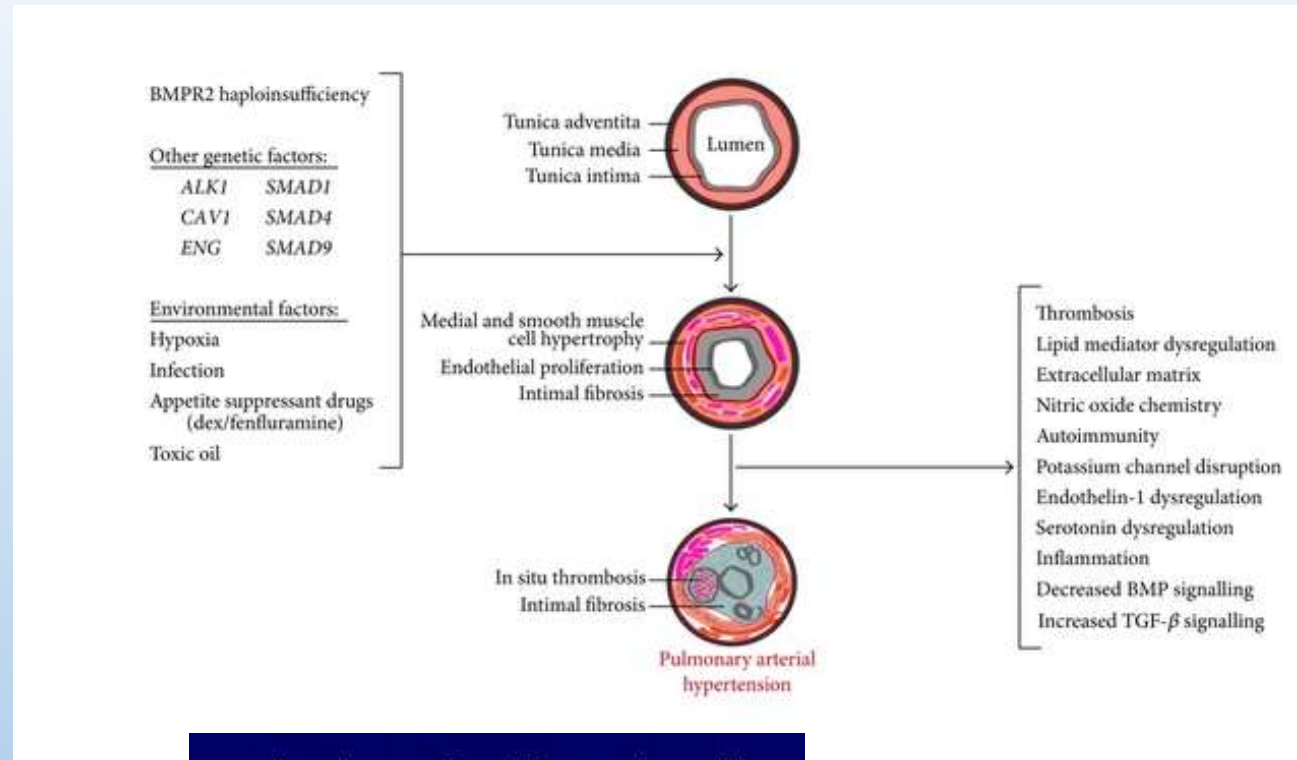 BMPR2 haploinsufficiency
Other genetic factors:
ALK1 SMAD1
CAV1 SMAD4
ENG SMAD9
Environmental factors:
Hypoxia
Infection
Appetite suppressant drugs
(dex/fenfluramine)
Toxic oil
Tunica adventita
Tunica media
Tunica intima
Lumen
Medial and smooth muscle
cell hypertrophy
Endothelial proliferation
Intimal fibrosis
In situ thrombosis
Intimal fibrosis
Pulmonary arterial
hypertension
Thrombosis
Lipid mediator dysregulation
Extracellular matrix
Nitric oxide chemistry
Autoimmunity
Potassium channel disruption
Endothelin-1 dysregulation
Serotonin dysregulation
Inflammation
Decreased BMP signalling
Increased TGF-β signalling